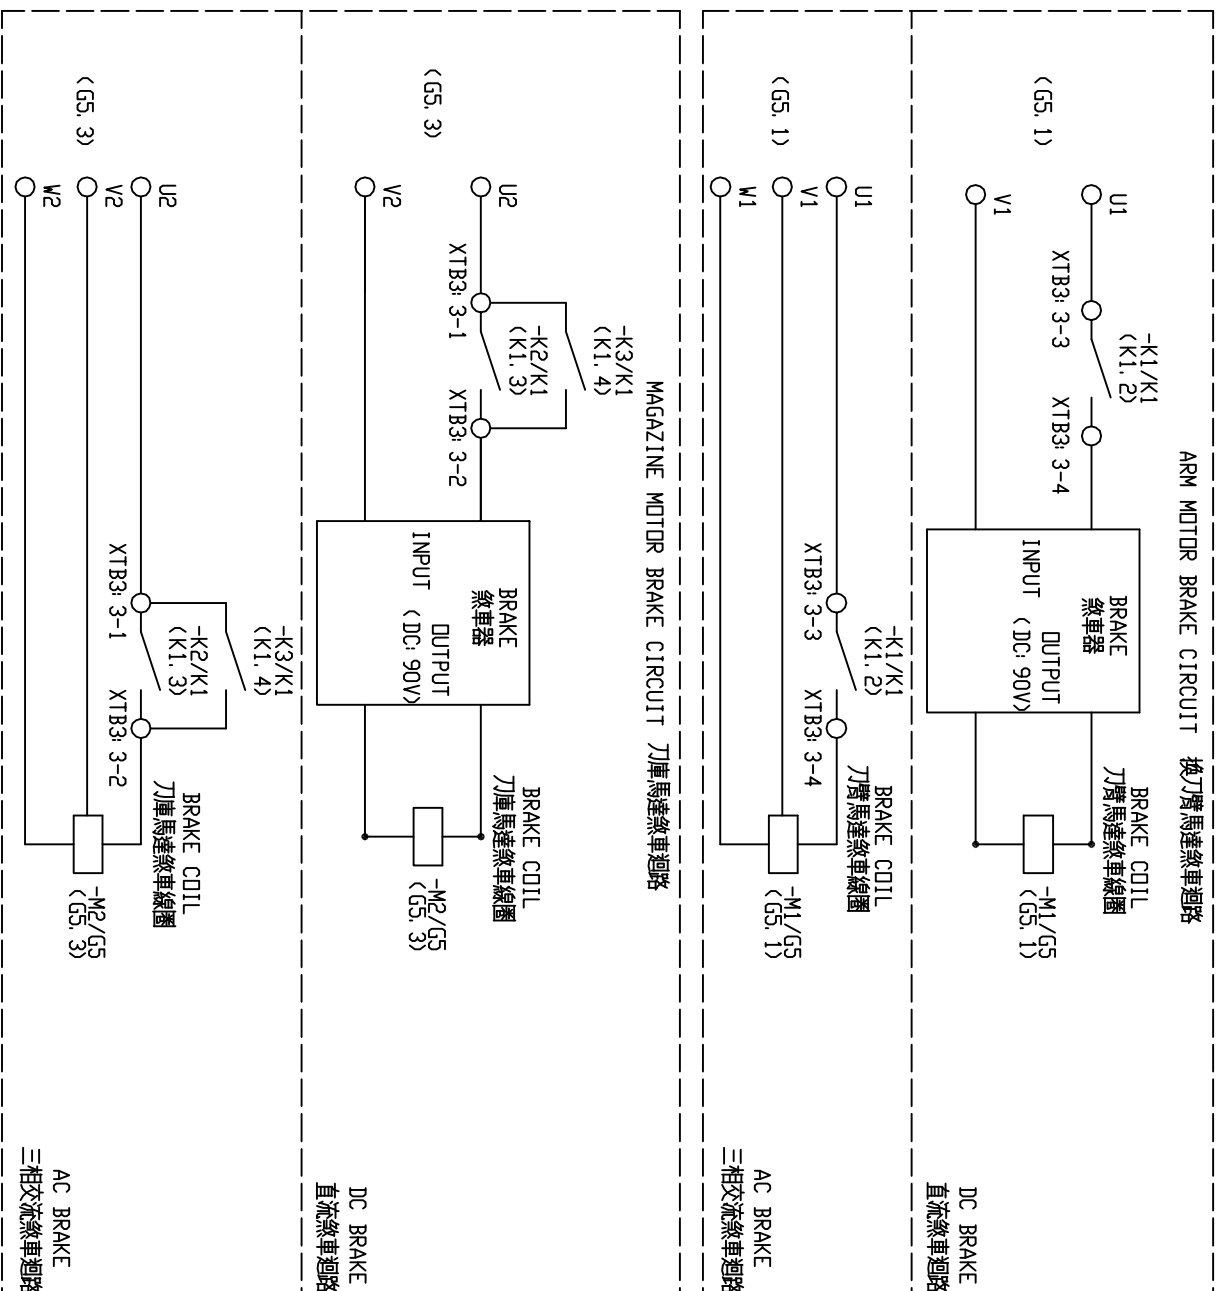 ARM MOTOR BRAKE CIRCUIT 換刀臂馬達煞車迴路
(G5. 1)
U1
V1
XTB3: 3-3
-K1/K1
(K1. 2)
XTB3: 3-4
BRAKE
煞車器
INPUT
OUTPUT
(DC: 90V)
BRAKE COIL
刀臂馬達煞車線圈
-M1/G5
(G5. 1)
DC BRAKE
直流煞車迴路
(G5. 1)
U1
V1
W1
XTB3: 3-3
-K1/K1
(K1. 2)
XTB3: 3-4
BRAKE COIL
刀臂馬達煞車線圈
-M1/G5
(G5. 1)
AC BRAKE
三相交流煞車迴路
MAGAZINE MOTOR BRAKE CIRCUIT 刀庫馬達煞車迴路
(G5. 3)
U2
V2
XTB3: 3-1
-K3/K1
(K1. 4)
-K2/K1
(K1. 3)
XTB3: 3-2
BRAKE
煞車器
INPUT
OUTPUT
(DC: 90V)
BRAKE COIL
刀庫馬達煞車線圈
-M2/G5
(G5. 3)
DC BRAKE
直流煞車迴路
(G5. 3)
U2
V2
W2
XTB3: 3-1
-K3/K1
(K1. 4)
-K2/K1
(K1. 3)
XTB3: 3-2
BRAKE COIL
刀庫馬達煞車線圈
-M2/G5
(G5. 3)
AC BRAKE
三相交流煞車迴路